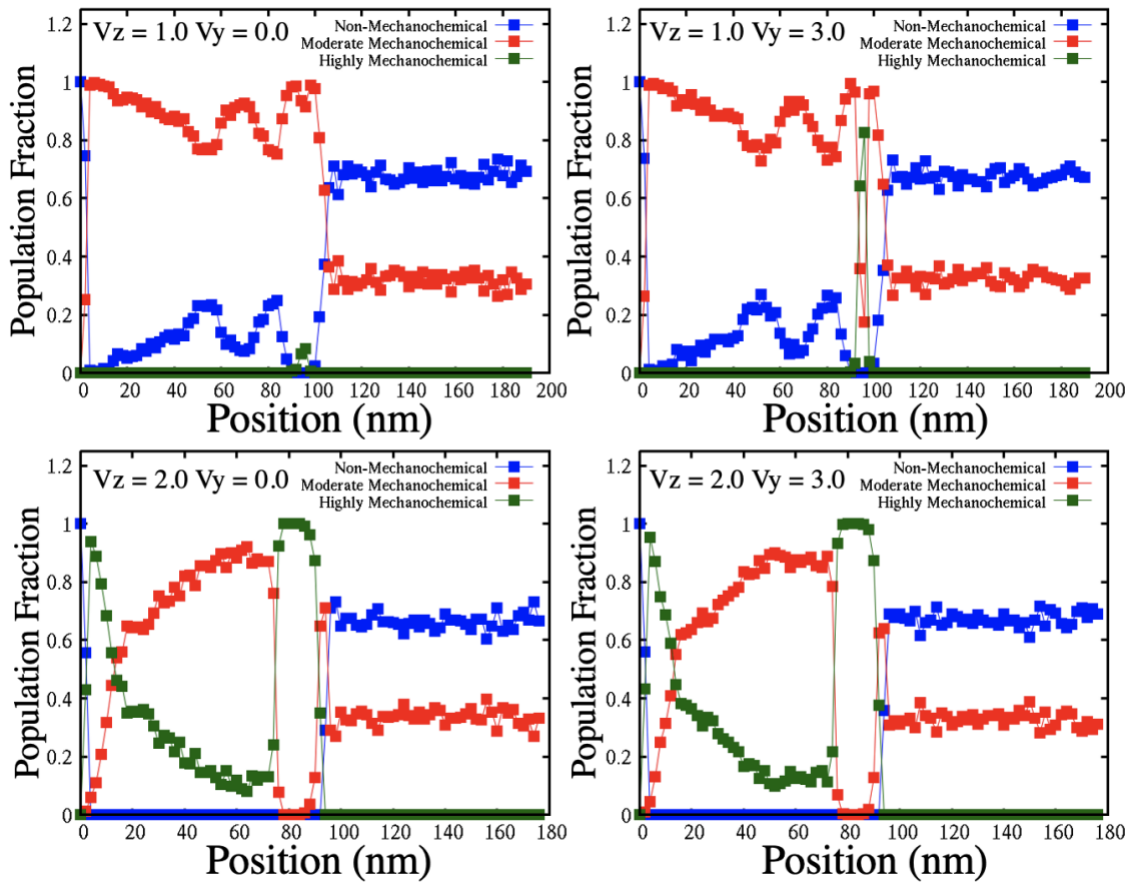 Vz = 1.0 Vy = 0.0
Non-Mechanochemical
Moderate Mechanochemical
Highly Mechanochemical
Population Fraction
1.2
1
0.8
0.6
0.4
0.2
0
0 20 40 60 80 100 120 140 160 180 200
Position (nm)
Vz = 1.0 Vy = 3.0
Non-Mechanochemical
Moderate Mechanochemical
Highly Mechanochemical
Population Fraction
1.2
1
0.8
0.6
0.4
0.2
0
0 20 40 60 80 100 120 140 160 180 200
Position (nm)
Vz = 2.0 Vy = 0.0
Non-Mechanochemical
Moderate Mechanochemical
Highly Mechanochemical
Population Fraction
1.2
1
0.8
0.6
0.4
0.2
0
0 20 40 60 80 100 120 140 160 180
Position (nm)
Vz = 2.0 Vy = 3.0
Non-Mechanochemical
Moderate Mechanochemical
Highly Mechanochemical
Population Fraction
1.2
1
0.8
0.6
0.4
0.2
0
0 20 40 60 80 100 120 140 160 180
Position (nm)